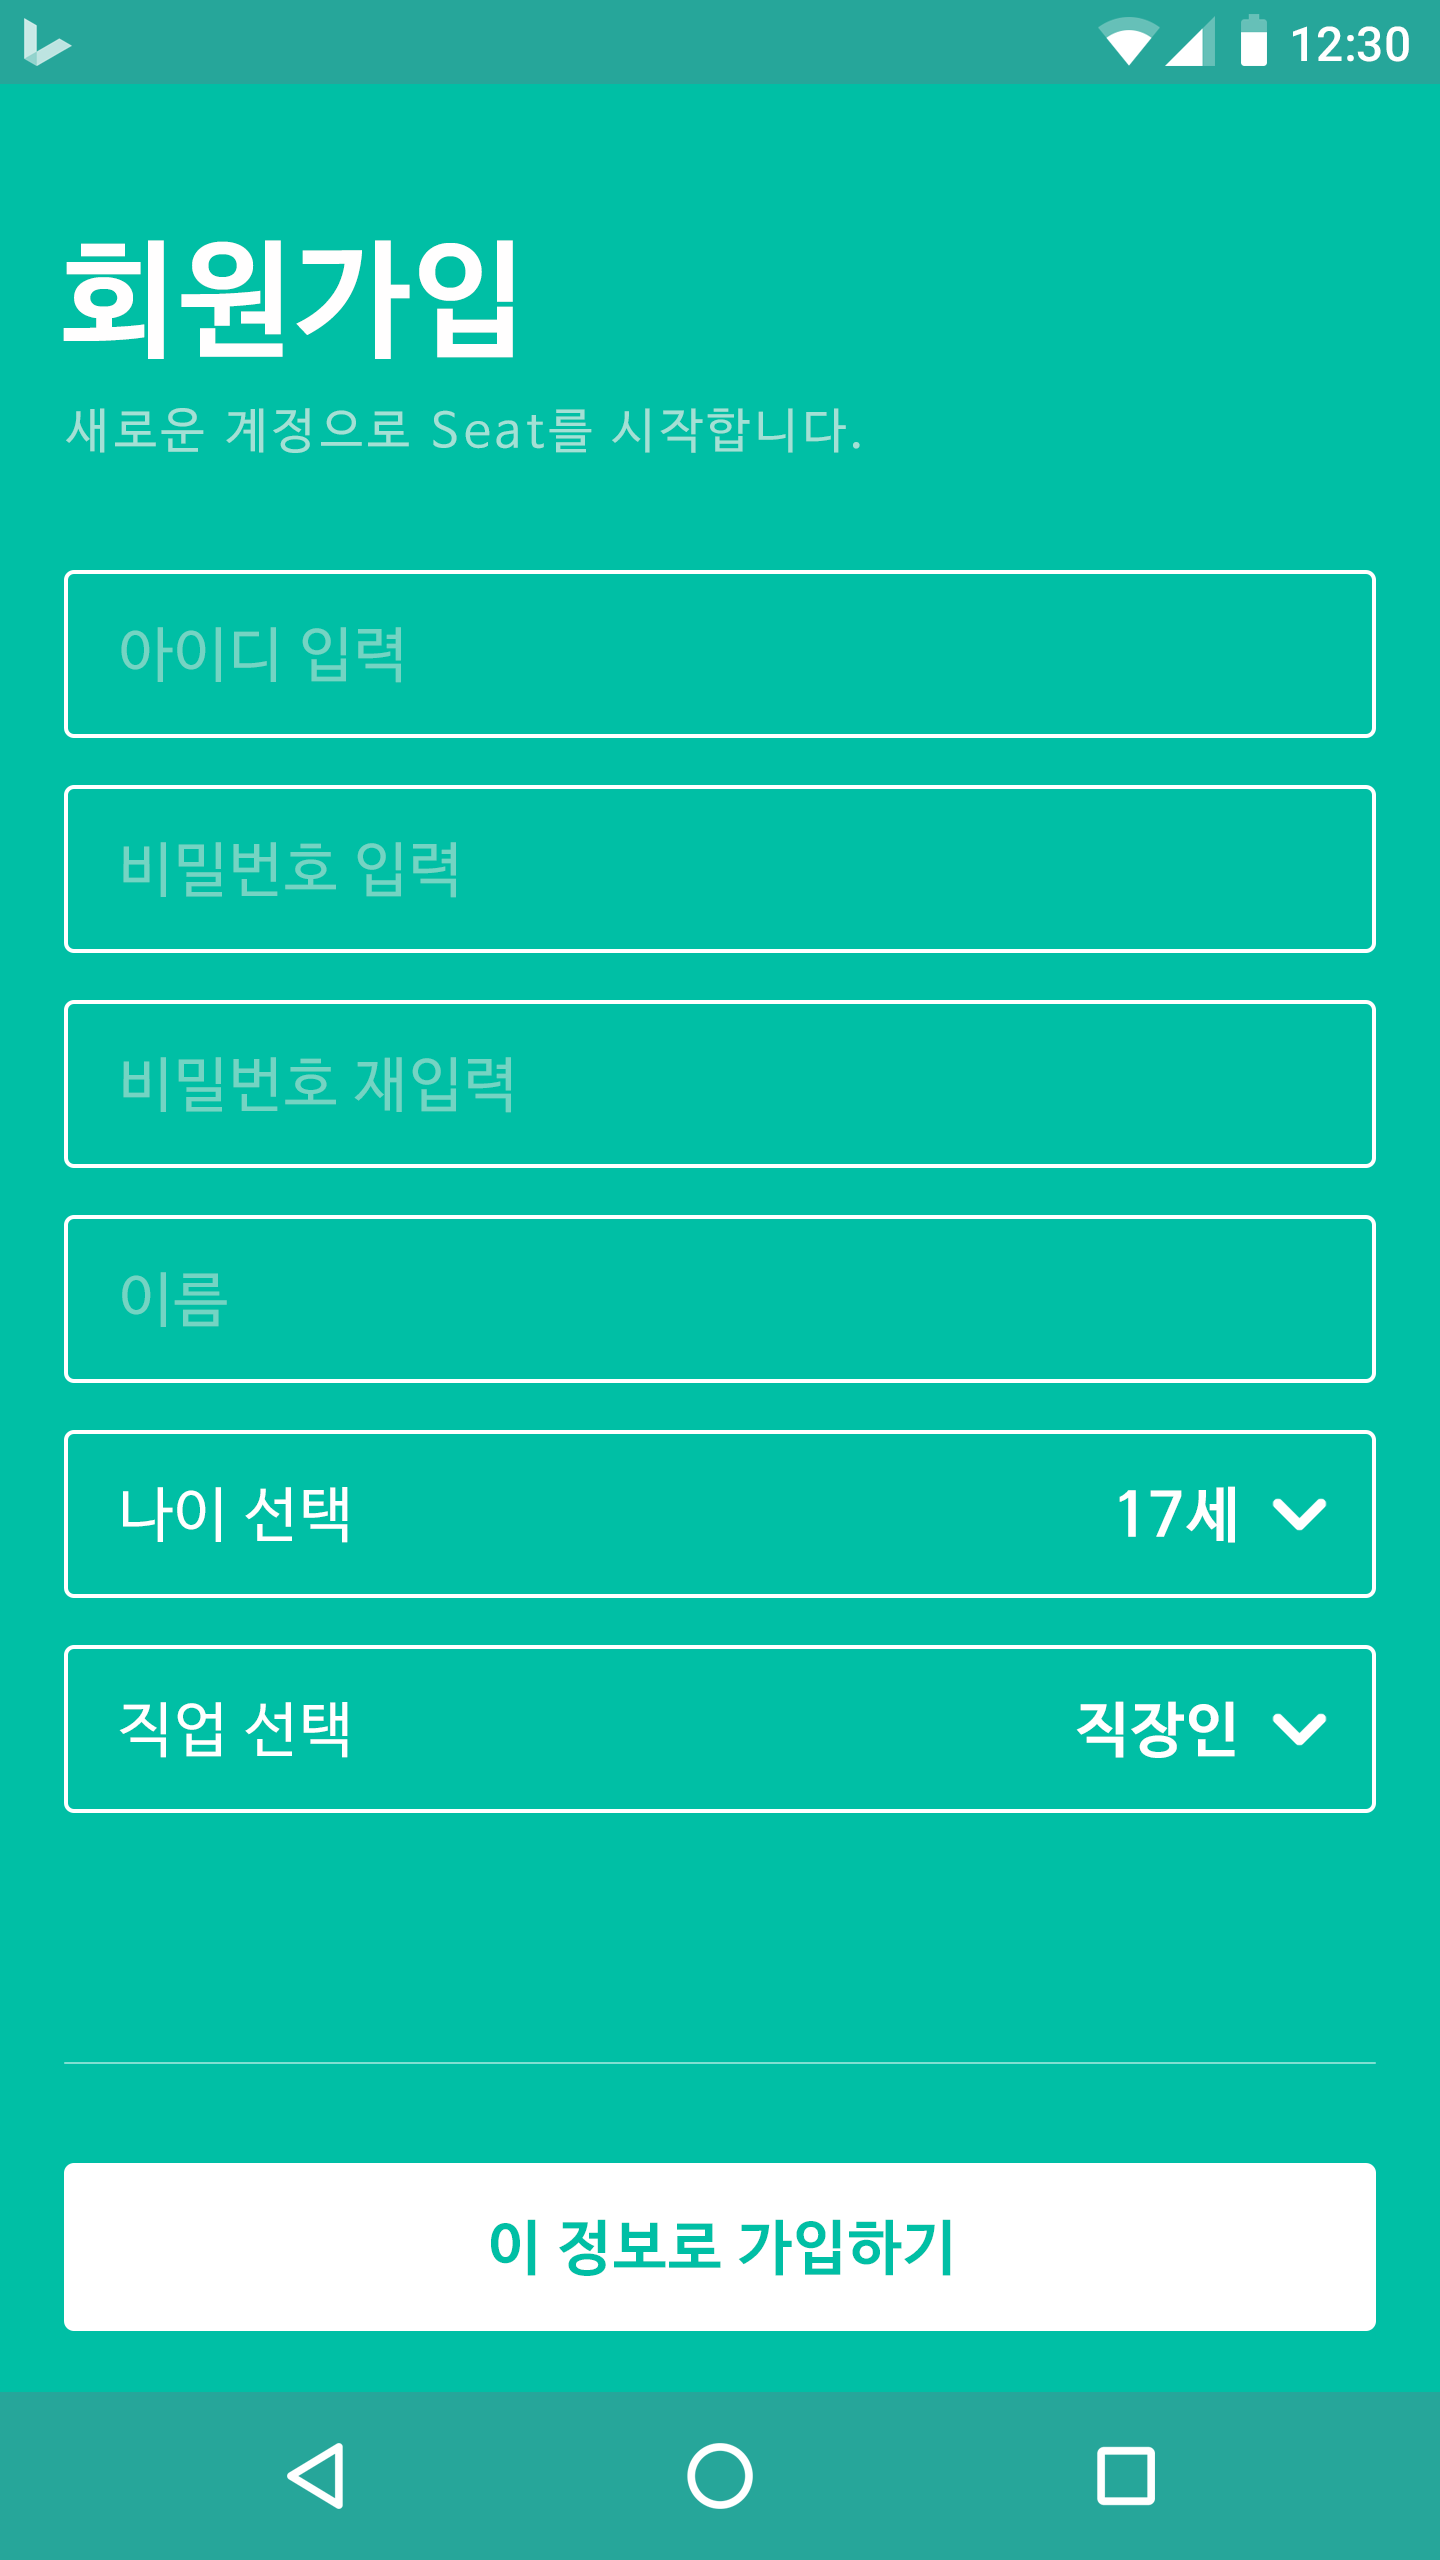 12:30
회원가입
새로운 계정으로 Seat를 시작합니다.
아이디 입력
비밀번호 입력
비밀번호 재입력
이름
나이 선택 17세
직업 선택 직장인
이 정보로 가입하기